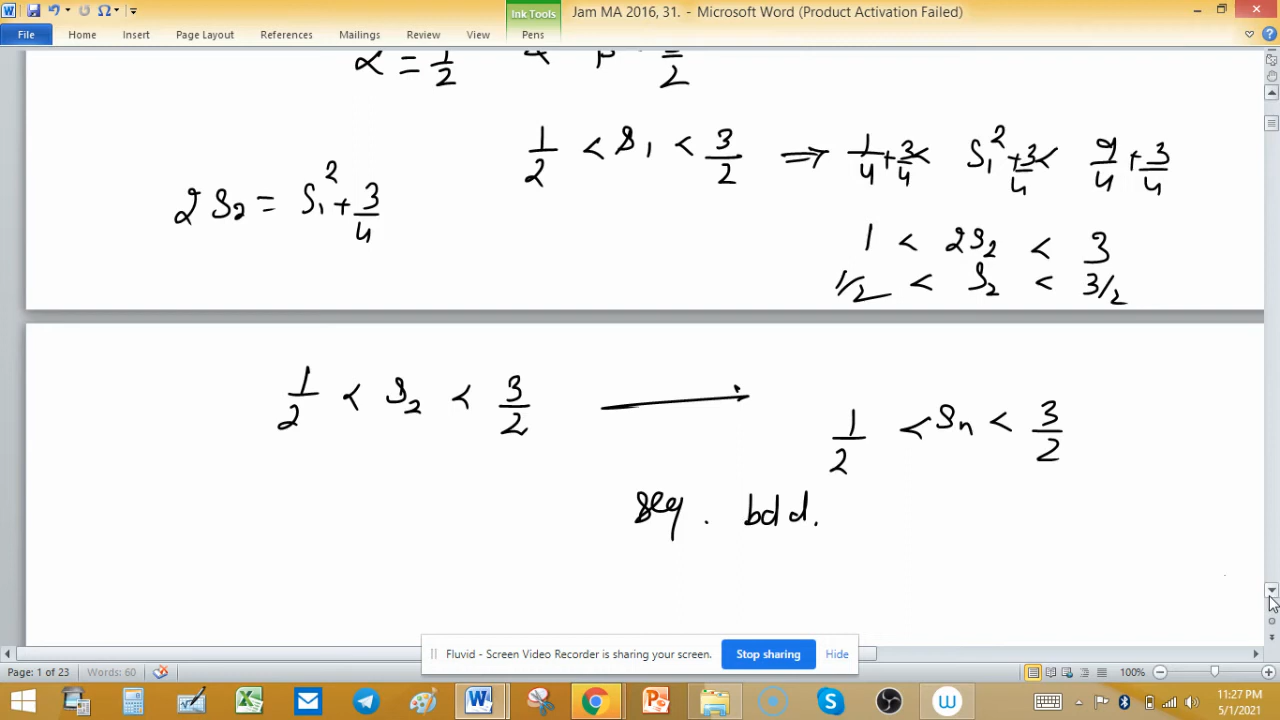 Ink Tools
Jam MA 2016, 31. - Microsoft Word (Product Activation Failed)
File Home Insert Page Layout References Mailings Review View Pens
α = 1/2
1/2 < S₁ < 3/2 ⇒ 1/4 + 3/4 < S₁² + 3/4 < 9/4 + 3/4
2S₂ = S₁² + 3/4
1 < 2S₂ < 3
1/2 < S₂ < 3/2
1/2 < S₂ < 3/2 → 1/2 < Sn < 3/2
seq. bdd.
Fluvid - Screen Video Recorder is sharing your screen. Stop sharing Hide
Page: 1 of 23 Words: 60 100%
11:27 PM
5/1/2021